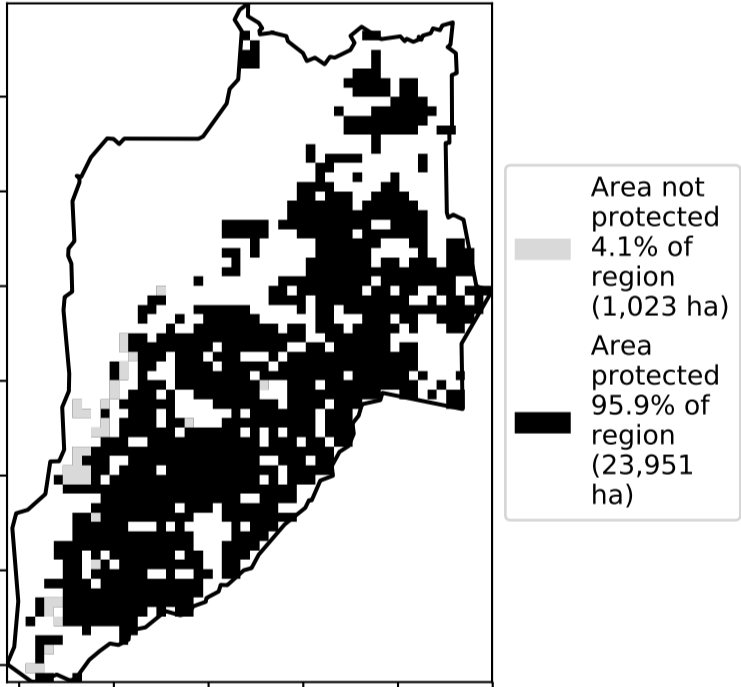 Area not
protected
4.1% of
region
(1,023 ha)
Area
protected
95.9% of
region
(23,951
ha)